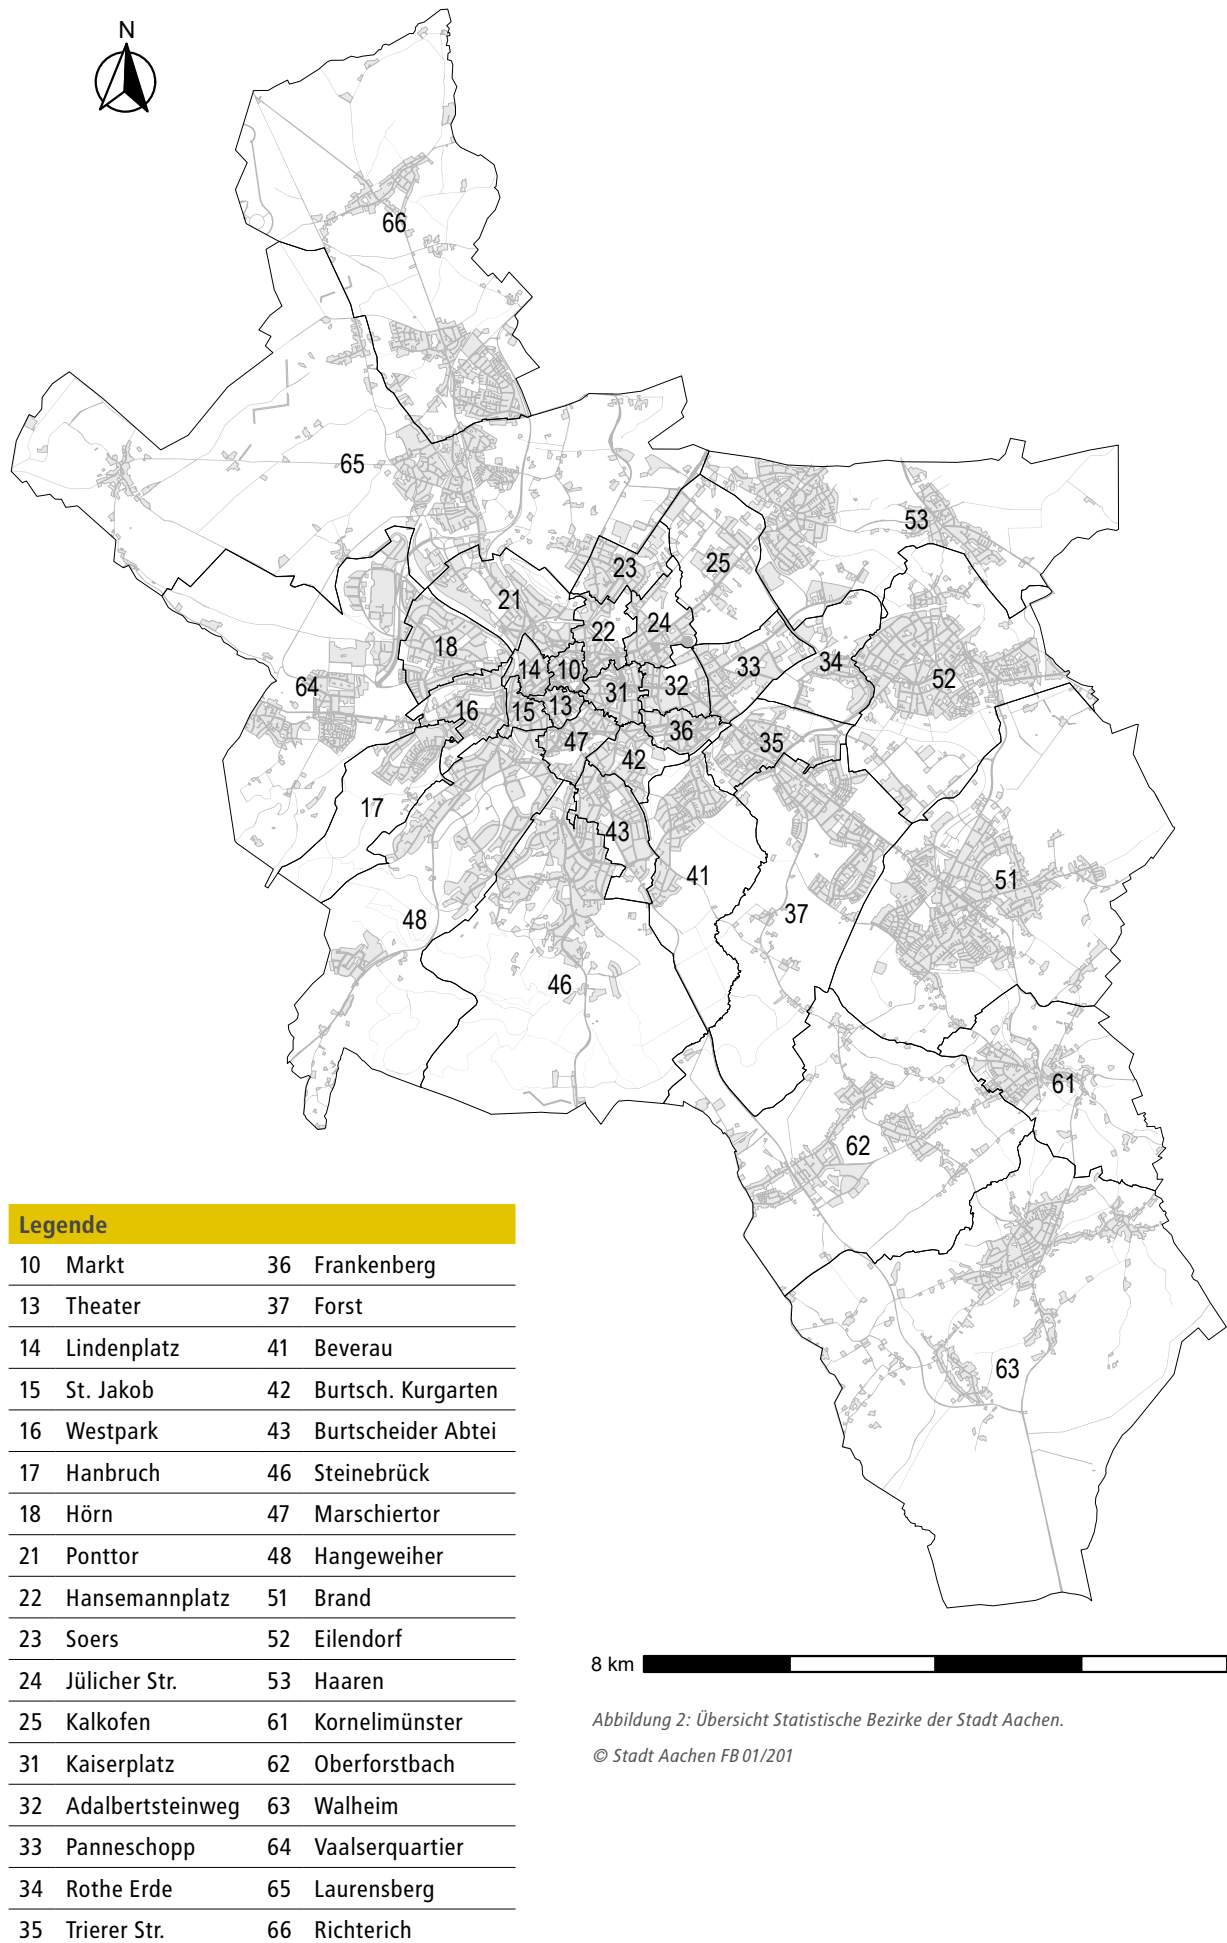 N
66
65
53
23
25
21
22
24
18
14
10
33
34
64
32
52
31
16
15
13
36
47
35
42
17
43
41
51
48
37
46
61
62
63
Legende
10 Markt 36 Frankenberg
13 Theater 37 Forst
14 Lindenplatz 41 Beverau
15 St. Jakob 42 Burtsch. Kurgarten
16 Westpark 43 Burtscheider Abtei
17 Hanbruch 46 Steinebrück
18 Hörn 47 Marschiertor
21 Ponttor 48 Hangeweiher
22 Hansemannplatz 51 Brand
23 Soers 52 Eilendorf
24 Jülicher Str. 53 Haaren
25 Kalkofen 61 Kornelimünster
31 Kaiserplatz 62 Oberforstbach
32 Adalbertsteinweg 63 Walheim
33 Panneschopp 64 Vaalserquartier
34 Rothe Erde 65 Laurensberg
35 Trierer Str. 66 Richterich
8 km
Abbildung 2: Übersicht Statistische Bezirke der Stadt Aachen.
© Stadt Aachen FB 01/201